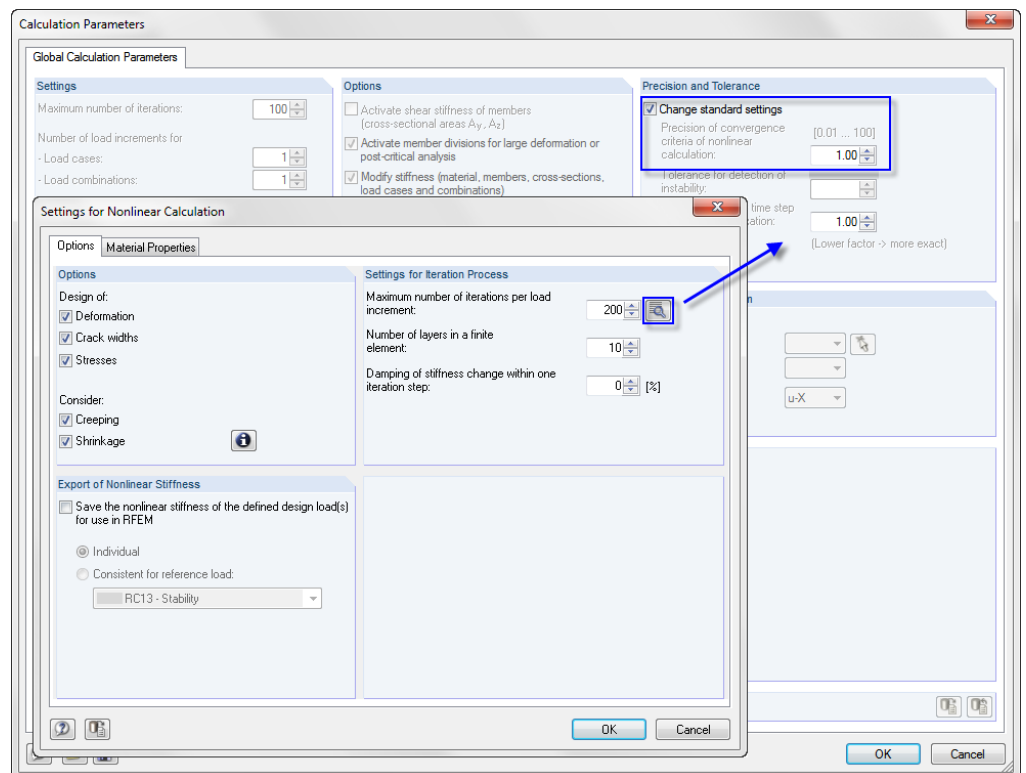 Calculation Parameters
Global Calculation Parameters
Settings
Maximum number of iterations:
100
Number of load increments for
- Load cases:
1
- Load combinations:
1
Options
Activate shear stiffness of members
(cross-sectional areas Ay, Az)
Activate member divisions for large deformation or
post-critical analysis
Modify stiffness (material, members, cross-sections,
load cases and combinations)
Precision and Tolerance
Change standard settings
Precision of convergence
criteria of nonlinear
calculation:
[0.01 ... 100]
1.00
Tolerance for detection of
instability:
time step
1.00
(Lower factor -> more exact)
u-X
Settings for Nonlinear Calculation
Options
Material Properties
Options
Design of:
Deformation
Crack widths
Stresses
Consider:
Creeping
Shrinkage
Settings for Iteration Process
Maximum number of iterations per load
increment:
200
Number of layers in a finite
element:
10
Damping of stiffness change within one
iteration step:
0 [%]
Export of Nonlinear Stiffness
Save the nonlinear stiffness of the defined design load(s)
for use in RFEM
Individual
Consistent for reference load:
RC13 - Stability
OK
Cancel
OK
Cancel